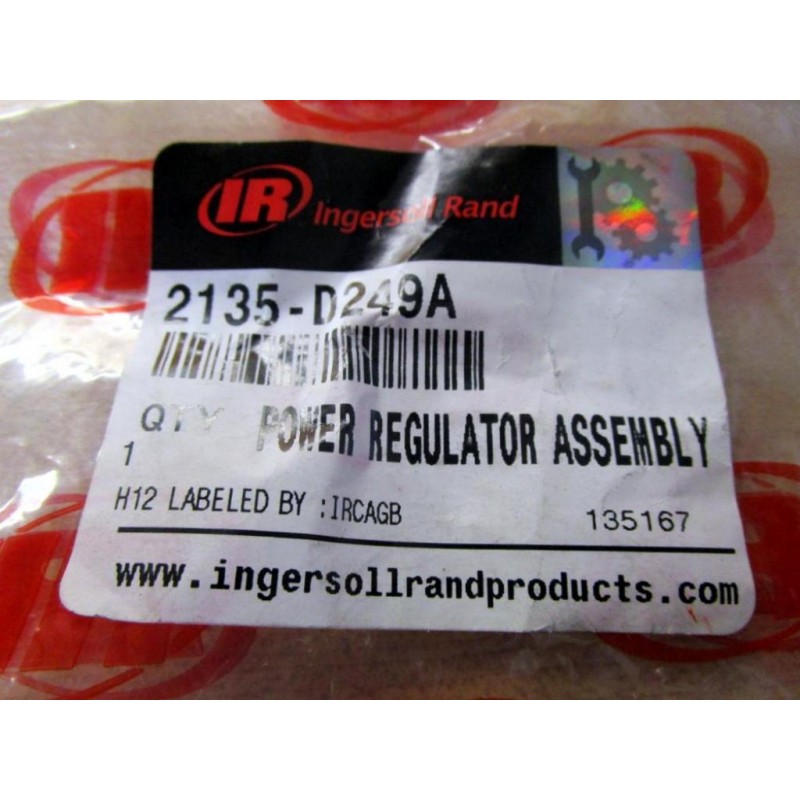 IR Ingersoll Rand
2135-D249A
QTY POWER REGULATOR ASSEMBLY
1
H12 LABELED BY :IRCAGB 135167
www.ingersollrandproducts.com